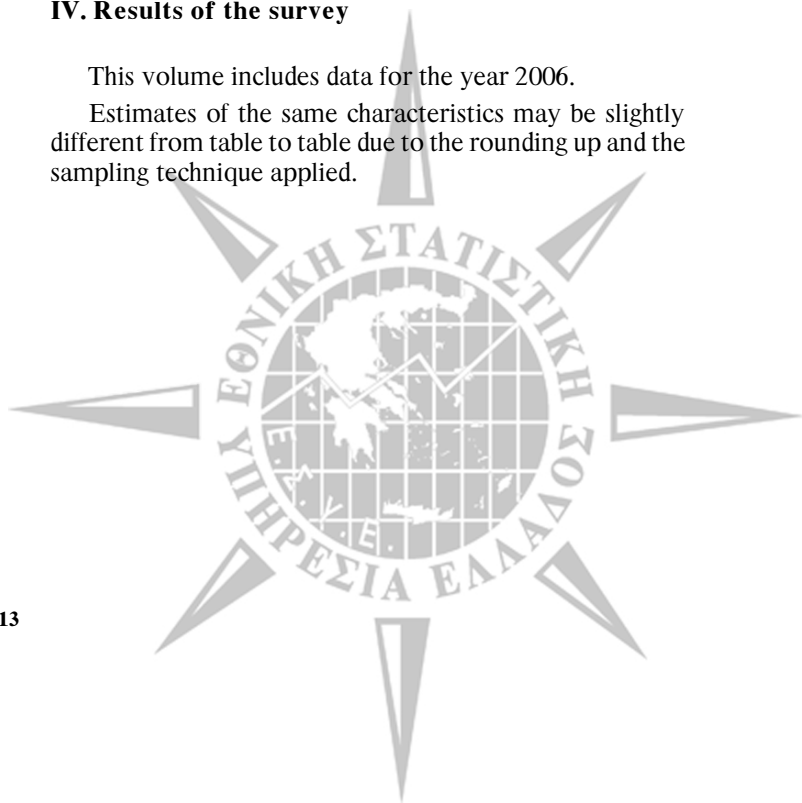 IV. Results of the survey
This volume includes data for the year 2006.
Estimates of the same characteristics may be slightly
different from table to table due to the rounding up and the
sampling technique applied.
ΕΘΝΙΚΗ ΣΤΑΤΙΣΤΙΚΗ
ΥΠΗΡΕΣΙΑ ΕΛΛΑΔΟΣ
Ε.Σ.Υ.Ε.
13